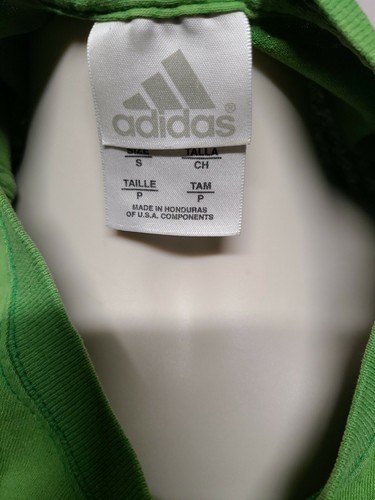 adidas®
SIZE TALLA
S CH
TAILLE TAM
P P
MADE IN HONDURAS
OF U.S.A. COMPONENTS